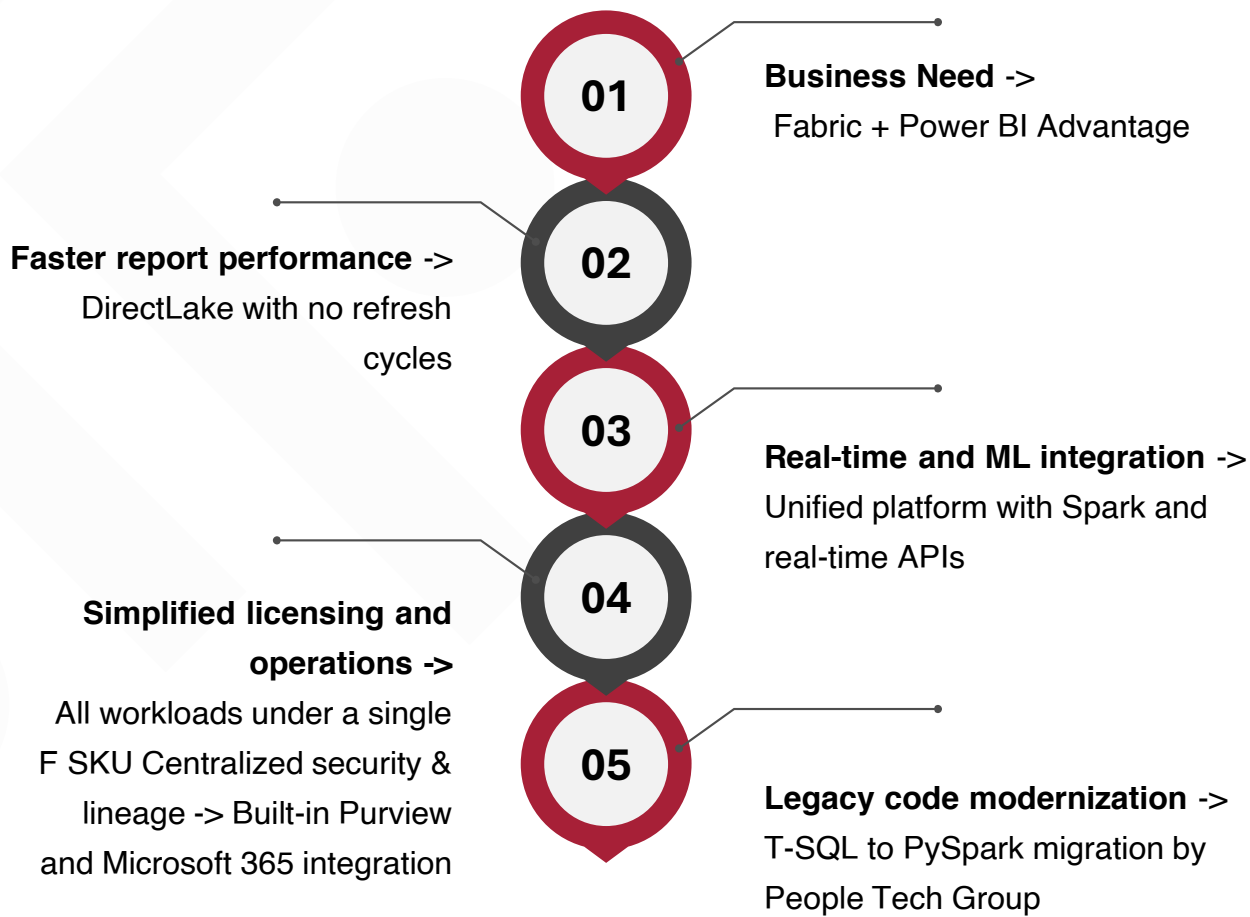 01
Business Need ->
Fabric + Power BI Advantage
02
Faster report performance ->
DirectLake with no refresh
cycles
03
Real-time and ML integration ->
Unified platform with Spark and
real-time APIs
04
Simplified licensing and
operations ->
All workloads under a single
F SKU Centralized security &
lineage -> Built-in Purview
and Microsoft 365 integration
05
Legacy code modernization ->
T-SQL to PySpark migration by
People Tech Group